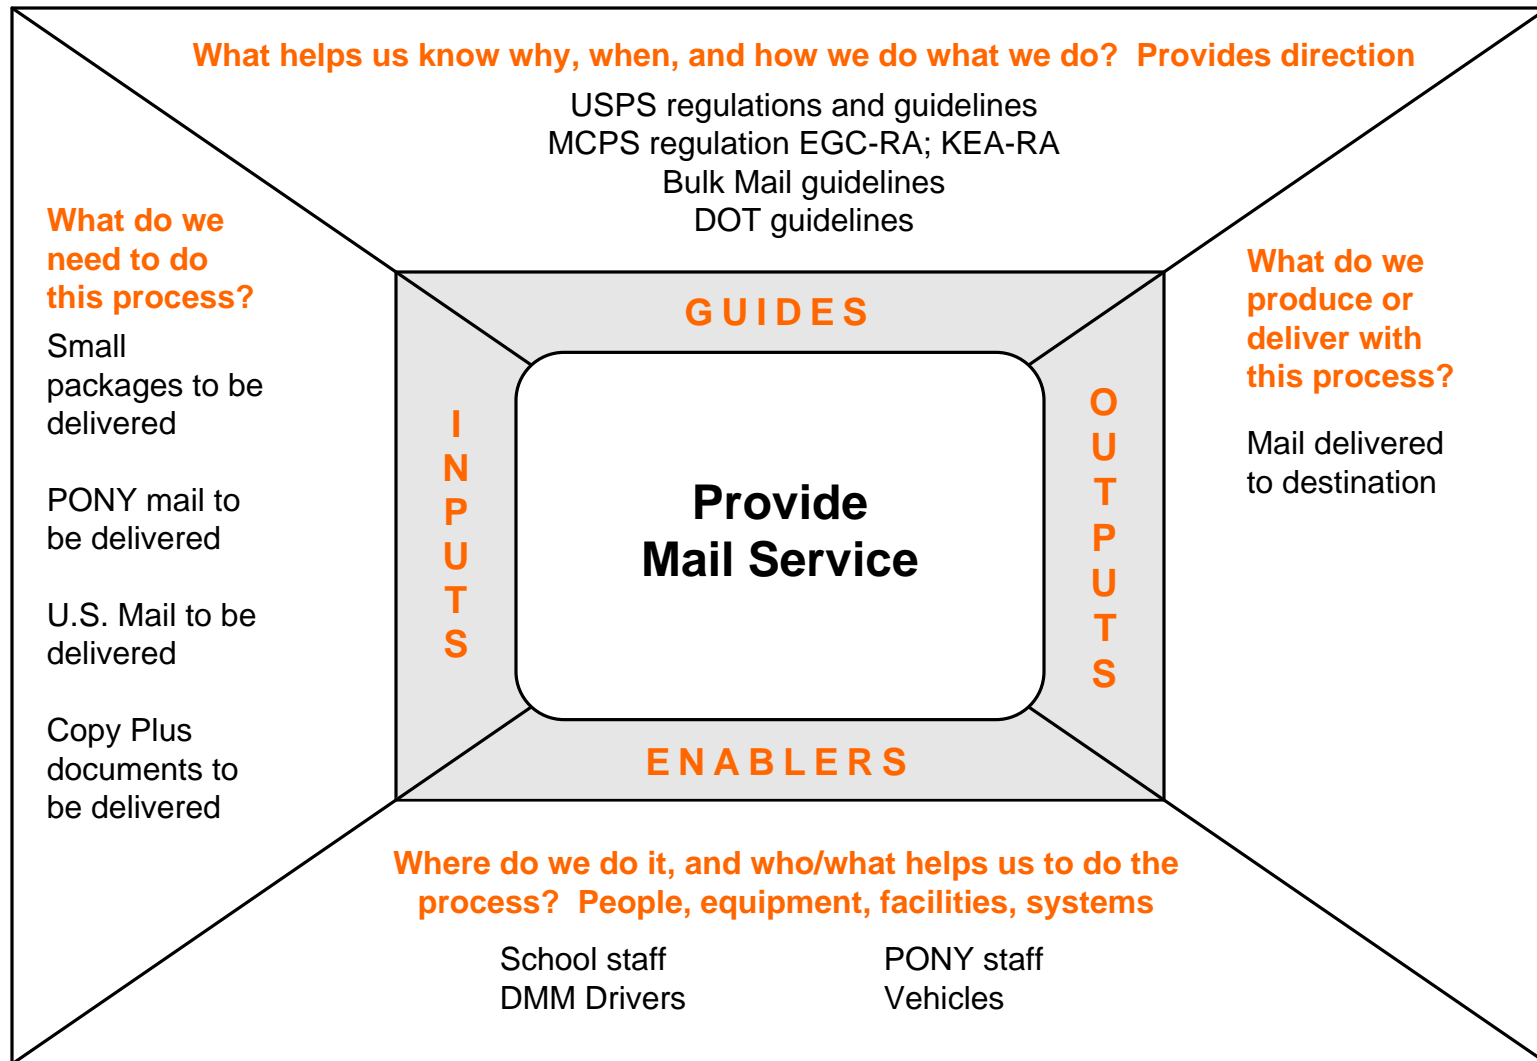 What helps us know why, when, and how we do what we do?  Provides direction
USPS regulations and guidelines
MCPS regulation EGC-RA; KEA-RA
Bulk Mail guidelines
DOT guidelines
What do we
need to do
this process?
Small
packages to be
delivered
PONY mail to
be delivered
U.S. Mail to be
delivered
Copy Plus
documents to
be delivered
GUIDES
INPUTS
Provide
Mail Service
OUTPUTS
ENABLERS
What do we
produce or
deliver with
this process?
Mail delivered
to destination
Where do we do it, and who/what helps us to do the
process?  People, equipment, facilities, systems
School staff
DMM Drivers
PONY staff
Vehicles